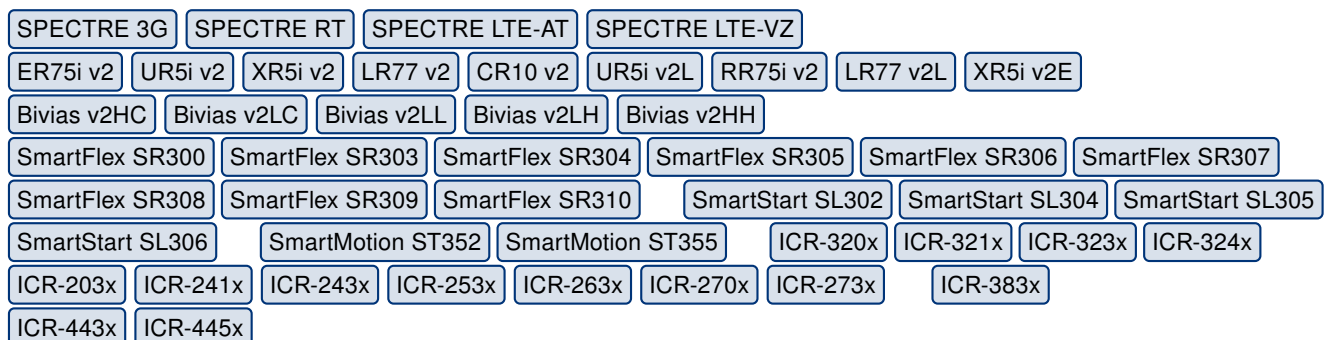 SPECTRE 3G SPECTRE RT SPECTRE LTE-AT SPECTRE LTE-VZ
ER75i v2 UR5i v2 XR5i v2 LR77 v2 CR10 v2 UR5i v2L RR75i v2 LR77 v2L XR5i v2E
Bivias v2HC Bivias v2LC Bivias v2LL Bivias v2LH Bivias v2HH
SmartFlex SR300 SmartFlex SR303 SmartFlex SR304 SmartFlex SR305 SmartFlex SR306 SmartFlex SR307
SmartFlex SR308 SmartFlex SR309 SmartFlex SR310 SmartStart SL302 SmartStart SL304 SmartStart SL305
SmartStart SL306 SmartMotion ST352 SmartMotion ST355 ICR-320x ICR-321x ICR-323x ICR-324x
ICR-203x ICR-241x ICR-243x ICR-253x ICR-263x ICR-270x ICR-273x ICR-383x
ICR-443x ICR-445x